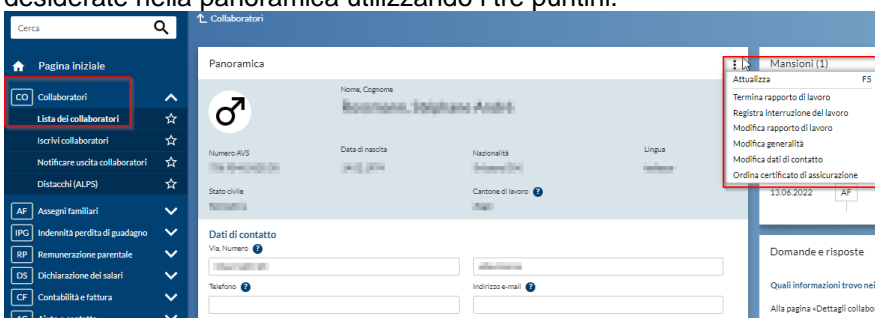 desiderate nella panoramica utilizzando i tre puntini.
Cerca
Collaboratori
Pagina iniziale
CO Collaboratori
Lista dei collaboratori
Iscrivi collaboratori
Notificare uscita collaboratori
Distacchi (ALPS)
AF Assegni familiari
IPG Indennità perdita di guadagno
RP Remunerazione parentale
DS Dichiarazione dei salari
CF Contabilità e fattura
Panoramica
Nome, Cognome
Numero AVS
Data di nascita
Nazionalità
Lingua
Stato civile
Cantone di lavoro ?
Dati di contatto
Via, Numero ?
Telefono ?
Indirizzo e-mail ?
Mansioni (1)
Attualizza F5
Termina rapporto di lavoro
Registra interruzione del lavoro
Modifica rapporto di lavoro
Modifica generalità
Modifica dati di contatto
Ordina certificato di assicurazione
13.06.2022 AF
Domande e risposte
Quali informazioni trovo nei
Alla pagina «Dettagli collabo